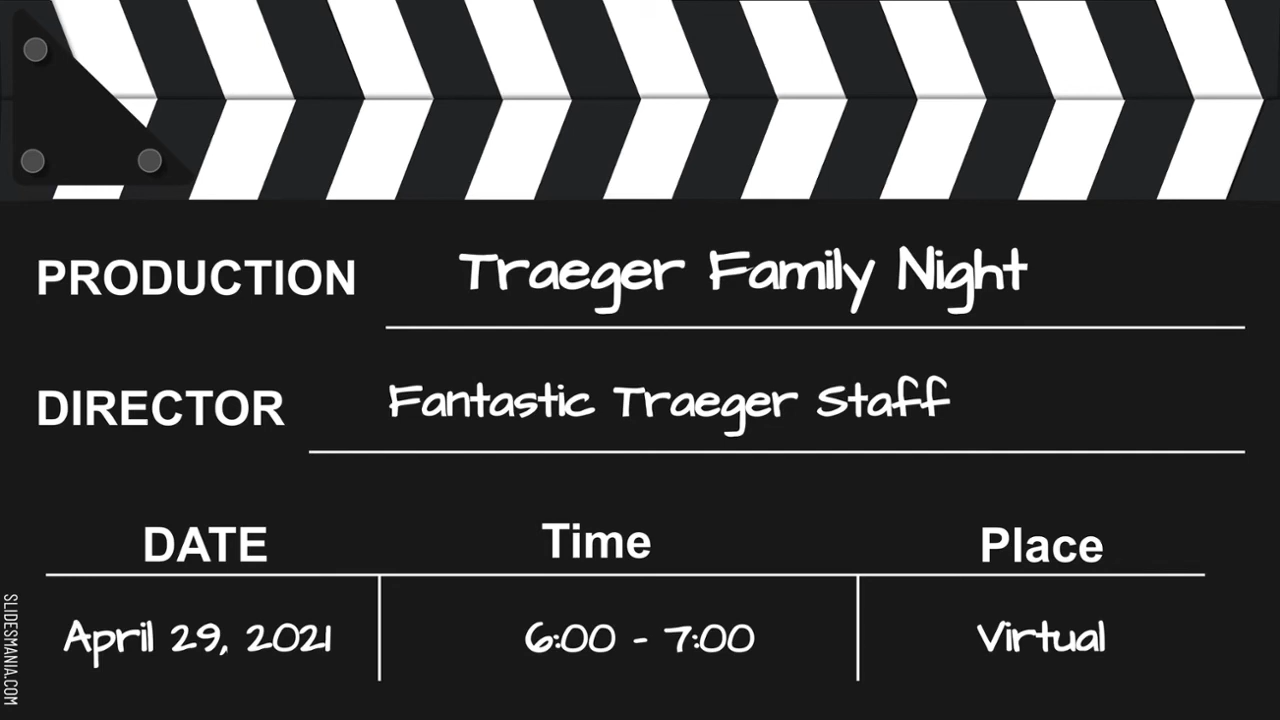 PRODUCTION Traeger Family Night
DIRECTOR Fantastic Traeger Staff
DATE Time Place
April 29, 2021 6:00 - 7:00 Virtual
SLIDESMANIA.COM